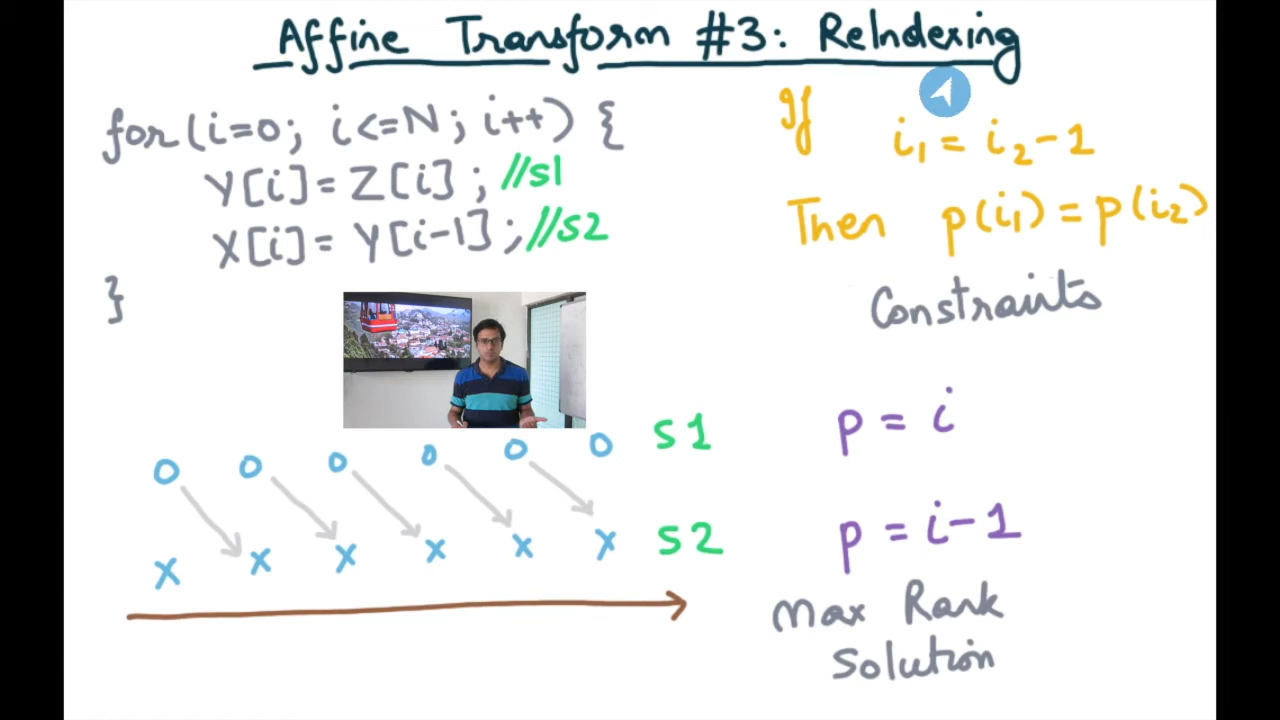 Affine Transform #3: ReIndexing
for(i=0; i<=N; i++) {
Y[i]=Z[i]; //s1
X[i]=Y[i-1]; //s2
}
If i₁=i₂-1
Then p(i₁)=p(i₂)
Constraints
s1
s2
p = i
p = i-1
Max Rank
Solution